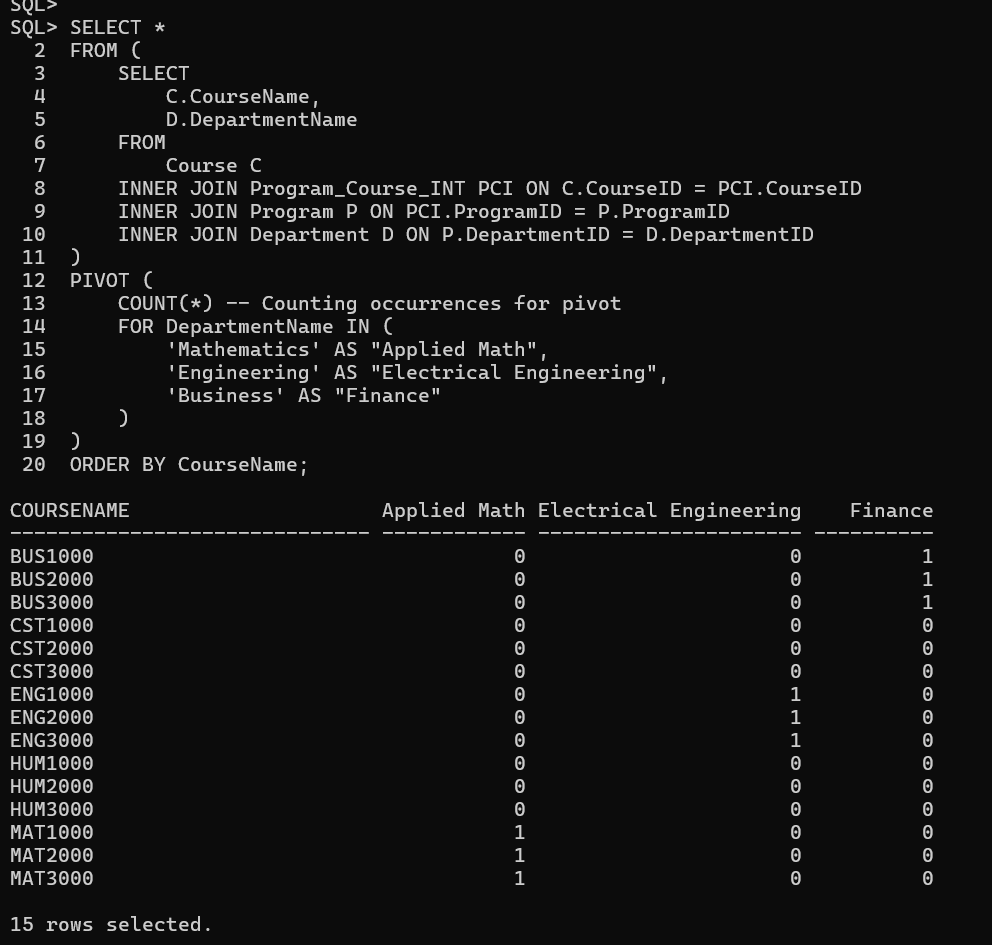 SQL>
SQL> SELECT *
  2  FROM (
  3      SELECT
  4          C.CourseName,
  5          D.DepartmentName
  6      FROM
  7          Course C
  8      INNER JOIN Program_Course_INT PCI ON C.CourseID = PCI.CourseID
  9      INNER JOIN Program P ON PCI.ProgramID = P.ProgramID
 10      INNER JOIN Department D ON P.DepartmentID = D.DepartmentID
 11  )
 12  PIVOT (
 13      COUNT(*) -- Counting occurrences for pivot
 14      FOR DepartmentName IN (
 15          'Mathematics' AS "Applied Math",
 16          'Engineering' AS "Electrical Engineering",
 17          'Business' AS "Finance"
 18      )
 19  )
 20  ORDER BY CourseName;

COURSENAME                     Applied Math Electrical Engineering    Finance
------------------------------ ------------ ---------------------- ----------
BUS1000                                   0                      0          1
BUS2000                                   0                      0          1
BUS3000                                   0                      0          1
CST1000                                   0                      0          0
CST2000                                   0                      0          0
CST3000                                   0                      0          0
ENG1000                                   0                      1          0
ENG2000                                   0                      1          0
ENG3000                                   0                      1          0
HUM1000                                   0                      0          0
HUM2000                                   0                      0          0
HUM3000                                   0                      0          0
MAT1000                                   1                      0          0
MAT2000                                   1                      0          0
MAT3000                                   1                      0          0

15 rows selected.